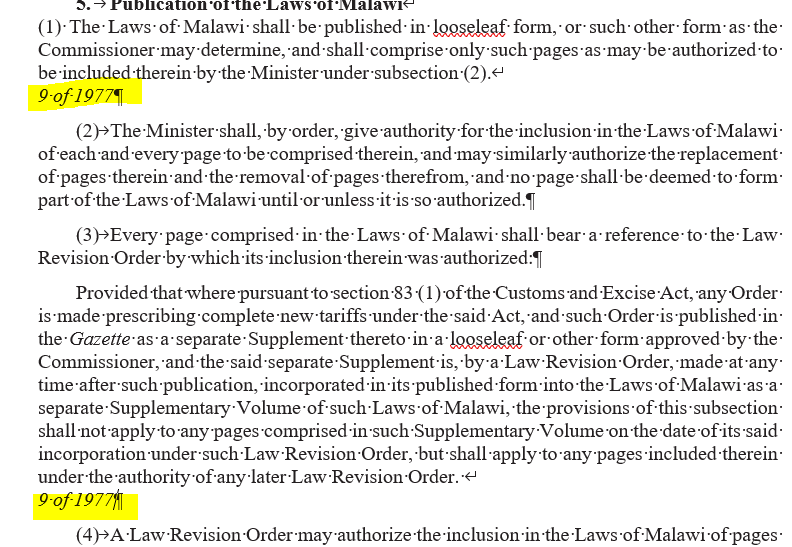 5. Publication of the Laws of Malawi
(1) The Laws of Malawi shall be published in looseleaf form, or such other form as the
Commissioner may determine, and shall comprise only such pages as may be authorized to
be included therein by the Minister under subsection (2).
9 of 1977
(2) The Minister shall, by order, give authority for the inclusion in the Laws of Malawi
of each and every page to be comprised therein, and may similarly authorize the replacement
of pages therein and the removal of pages therefrom, and no page shall be deemed to form
part of the Laws of Malawi until or unless it is so authorized.
(3) Every page comprised in the Laws of Malawi shall bear a reference to the Law
Revision Order by which its inclusion therein was authorized:
Provided that where pursuant to section 83 (1) of the Customs and Excise Act, any Order
is made prescribing complete new tariffs under the said Act, and such Order is published in
the Gazette as a separate Supplement thereto in a looseleaf or other form approved by the
Commissioner, and the said separate Supplement is, by a Law Revision Order, made at any
time after such publication, incorporated in its published form into the Laws of Malawi as a
separate Supplementary Volume of such Laws of Malawi, the provisions of this subsection
shall not apply to any pages comprised in such Supplementary Volume on the date of its said
incorporation under such Law Revision Order, but shall apply to any pages included therein
under the authority of any later Law Revision Order.
9 of 1977
(4) A Law Revision Order may authorize the inclusion in the Laws of Malawi of pages